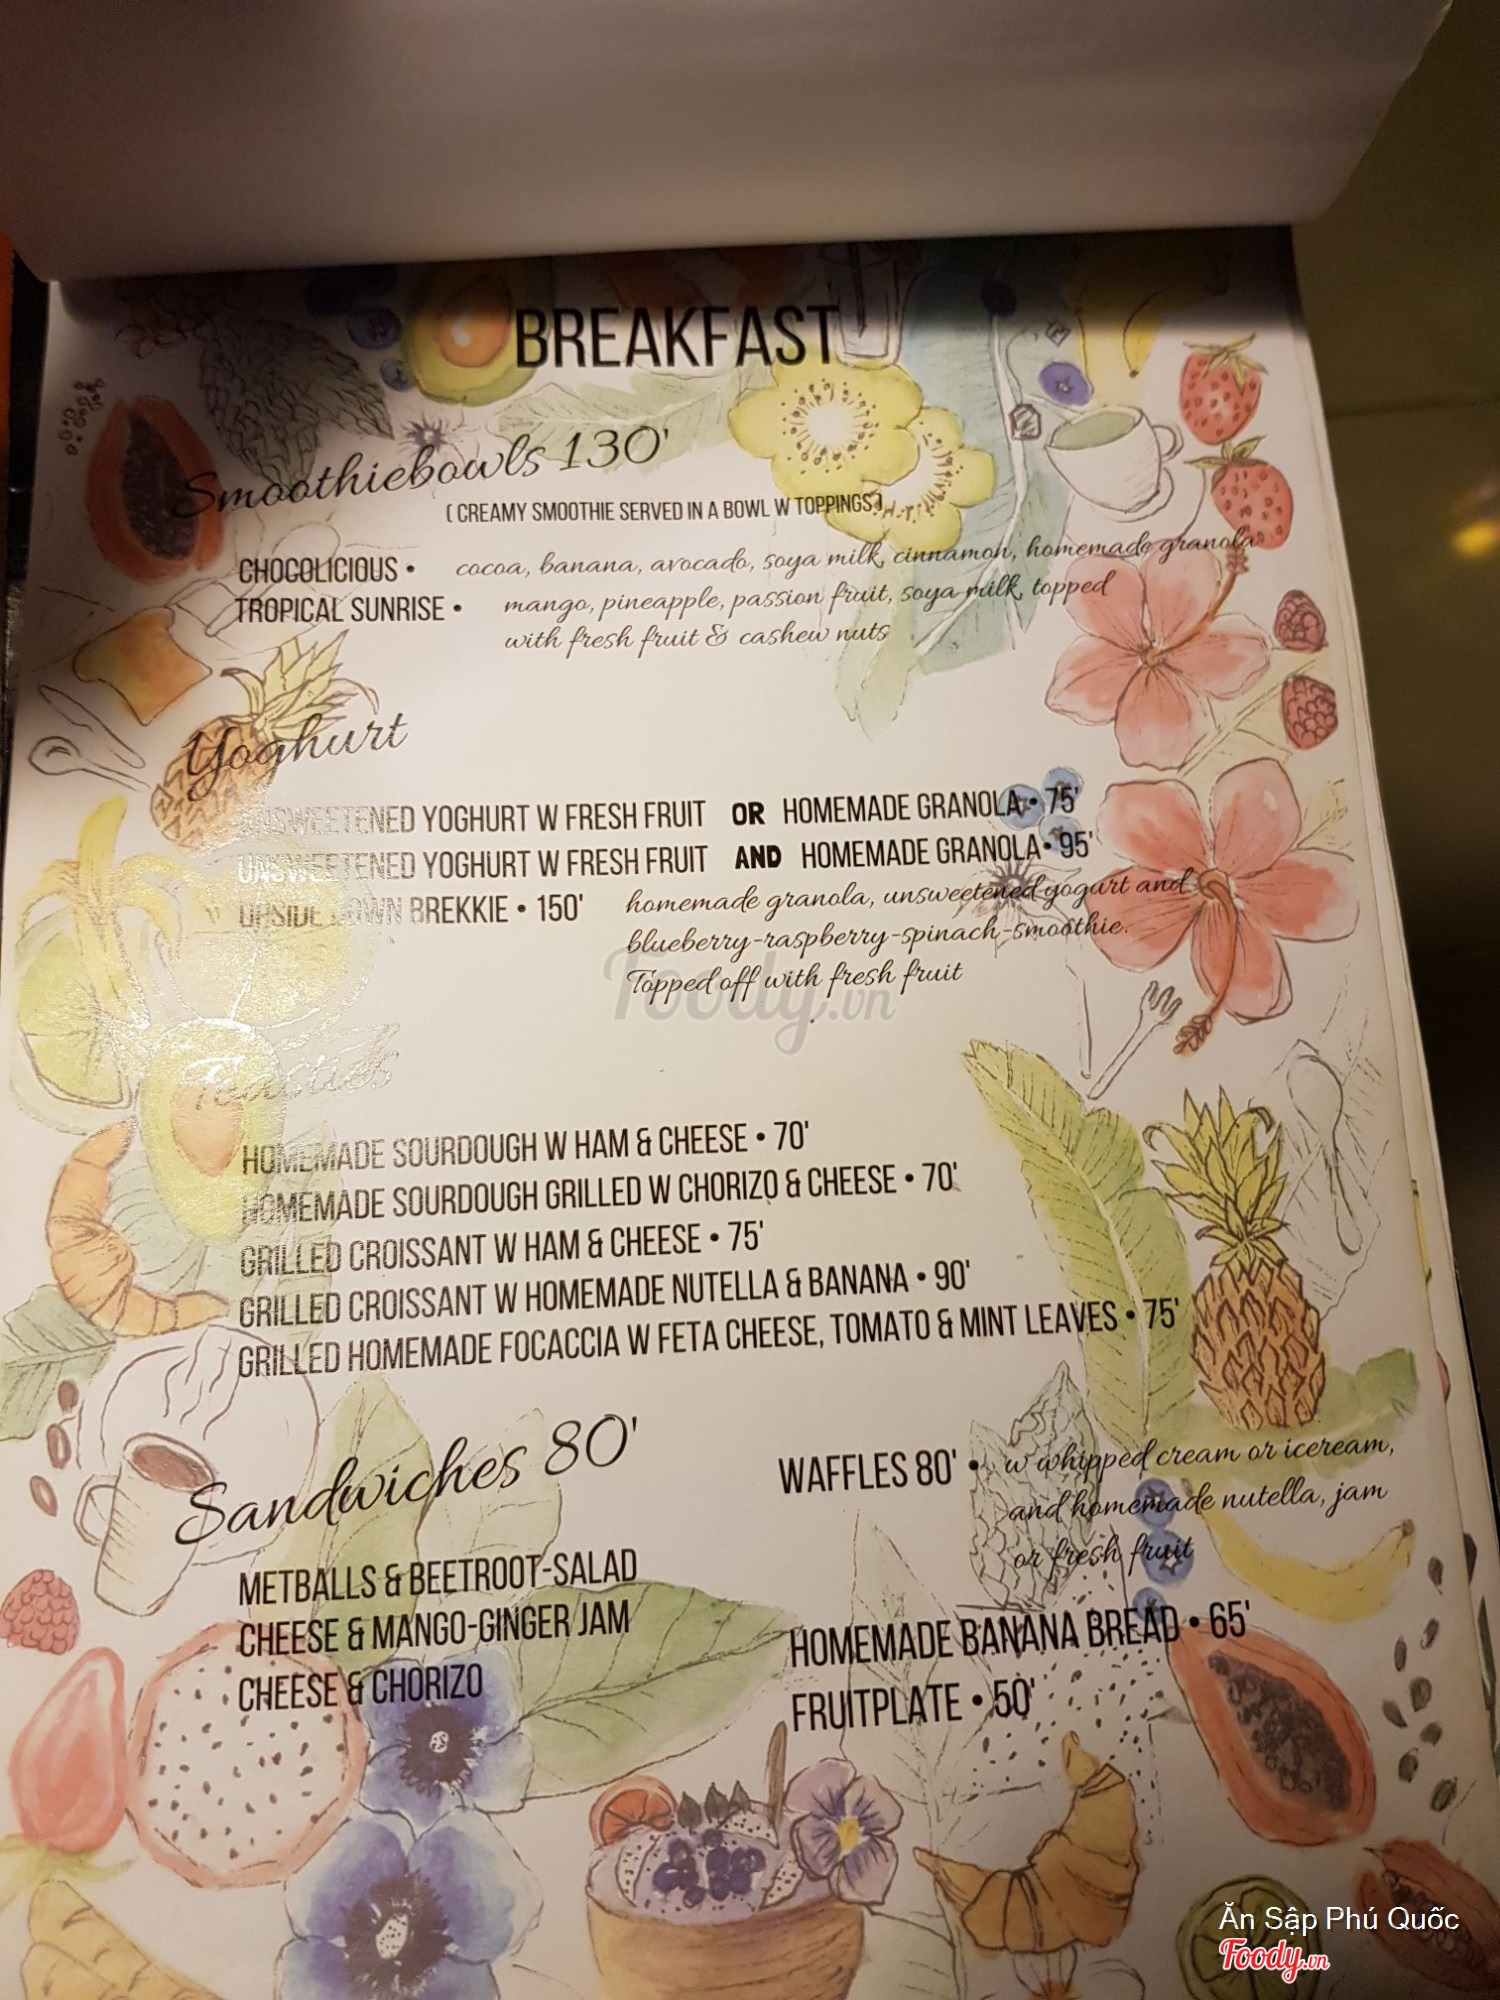 BREAKFAST
Smoothiebowls 130'
( CREAMY SMOOTHIE SERVED IN A BOWL W TOPPINGS )
CHOCOLICIOUS • cocoa, banana, avocado, soya milk, cinnamon, homemade granola
TROPICAL SUNRISE • mango, pineapple, passion fruit, soya milk, topped
with fresh fruit & cashew nuts
Yoghurt
UNSWEETENED YOGHURT W FRESH FRUIT OR HOMEMADE GRANOLA • 75'
UNSWEETENED YOGHURT W FRESH FRUIT AND HOMEMADE GRANOLA • 95'
UPSIDE DOWN BREKKIE • 150' homemade granola, unsweetened yogurt and
blueberry-raspberry-spinach-smoothie.
Topped off with fresh fruit
Foody.vn
Toasties
HOMEMADE SOURDOUGH W HAM & CHEESE • 70'
HOMEMADE SOURDOUGH GRILLED W CHORIZO & CHEESE • 70'
GRILLED CROISSANT W HAM & CHEESE • 75'
GRILLED CROISSANT W HOMEMADE NUTELLA & BANANA • 90'
GRILLED HOMEMADE FOCACCIA W FETA CHEESE, TOMATO & MINT LEAVES • 75'
Sandwiches 80'
METBALLS & BEETROOT-SALAD
CHEESE & MANGO-GINGER JAM
CHEESE & CHORIZO
WAFFLES 80' • w whipped cream or icecream,
and homemade nutella, jam
or fresh fruit
HOMEMADE BANANA BREAD • 65'
FRUITPLATE • 50'
Ăn Sập Phú Quốc
Foody.vn